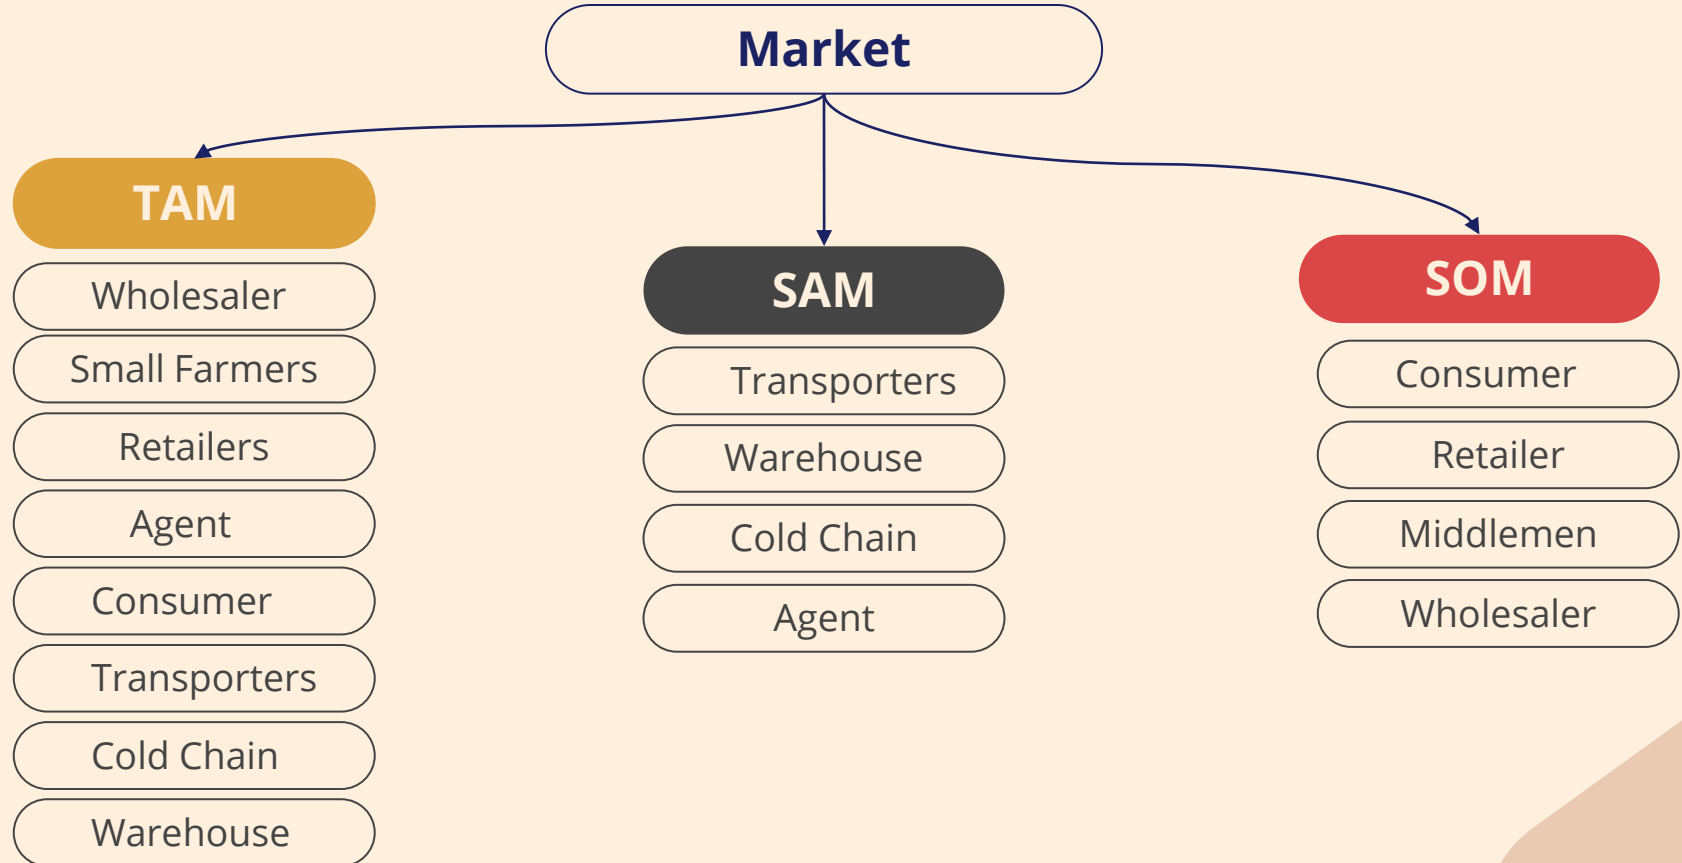 Market
TAM
Wholesaler
Small Farmers
Retailers
Agent
Consumer
Transporters
Cold Chain
Warehouse
SAM
Transporters
Warehouse
Cold Chain
Agent
SOM
Consumer
Retailer
Middlemen
Wholesaler